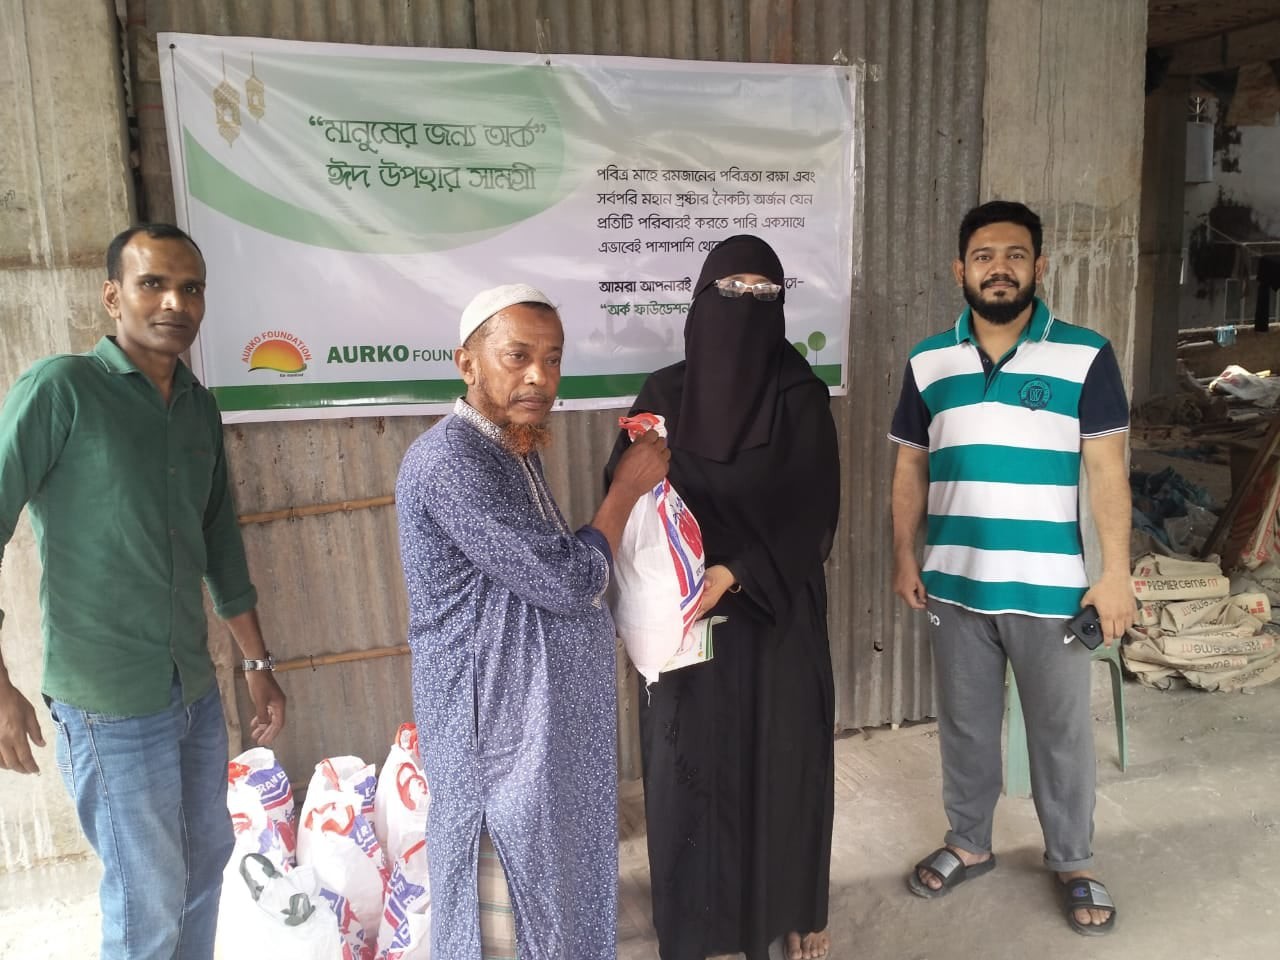 “মানুষের জন্য অর্ক”
ঈদ উপহার সামগ্রী
পবিত্র মাহে রমজানের পবিত্রতা রক্ষা এবং
সর্বপরি মহান স্রষ্টার নৈকট্য অর্জন যেন
প্রতিটি পরিবারই করতে পারি একসাথে
এভাবেই পাশাপাশি
আমরা আপনারই
“অর্ক ফাউন্ডেশন
AURKO FOUNDATION
AURKO
PREMIER cement